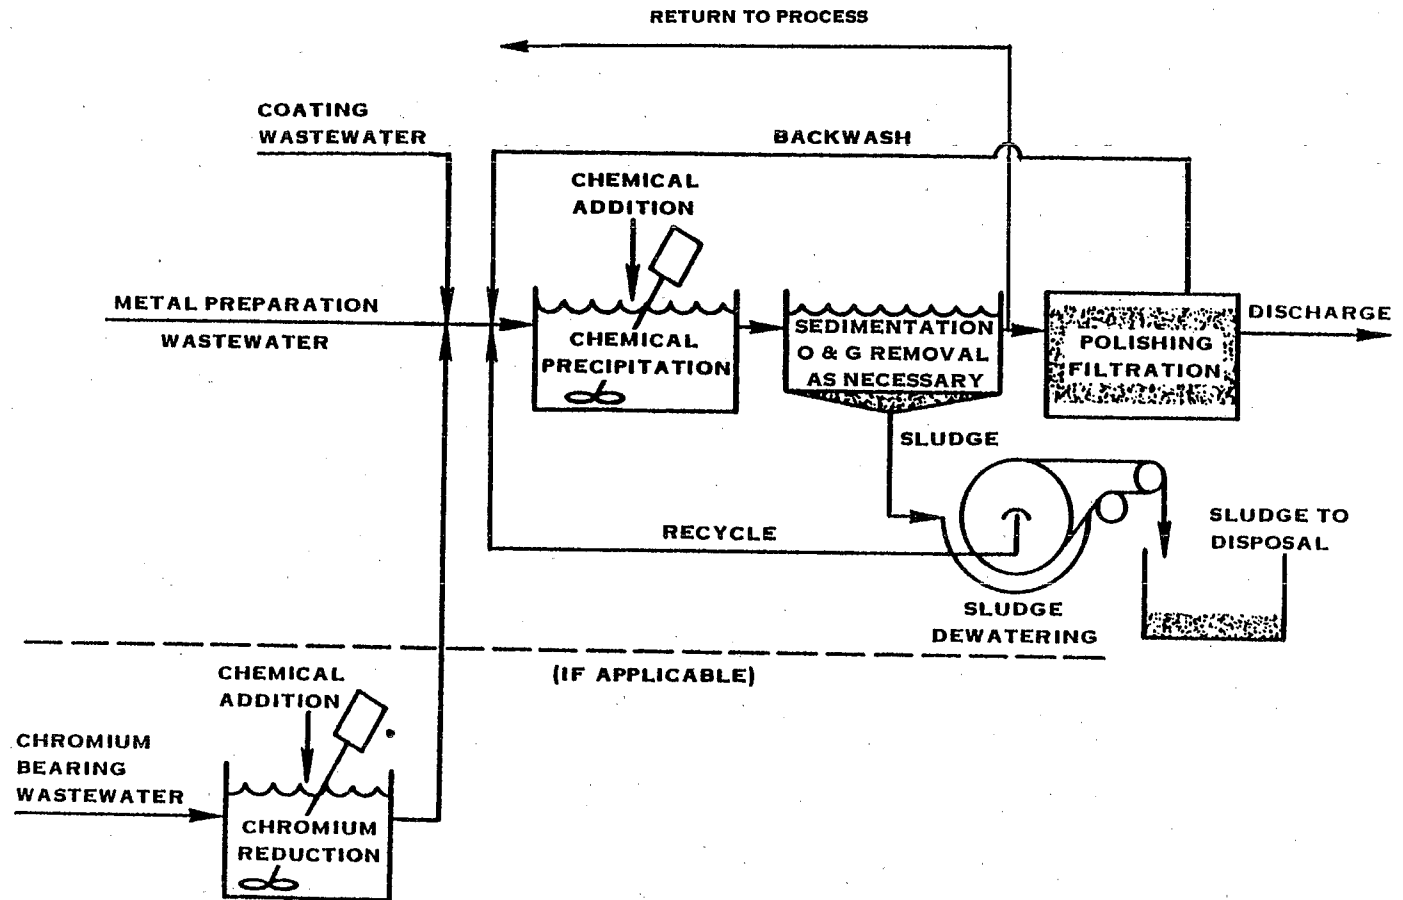 RETURN TO PROCESS
COATING
WASTEWATER
BACKWASH
CHEMICAL
ADDITION
METAL PREPARATION
WASTEWATER
CHEMICAL
PRECIPITATION
SEDIMENTATION
O & G REMOVAL
AS NECESSARY
POLISHING
FILTRATION
DISCHARGE
SLUDGE
RECYCLE
SLUDGE TO
DISPOSAL
SLUDGE
DEWATERING
(IF APPLICABLE)
CHEMICAL
ADDITION
CHROMIUM
BEARING
WASTEWATER
CHROMIUM
REDUCTION